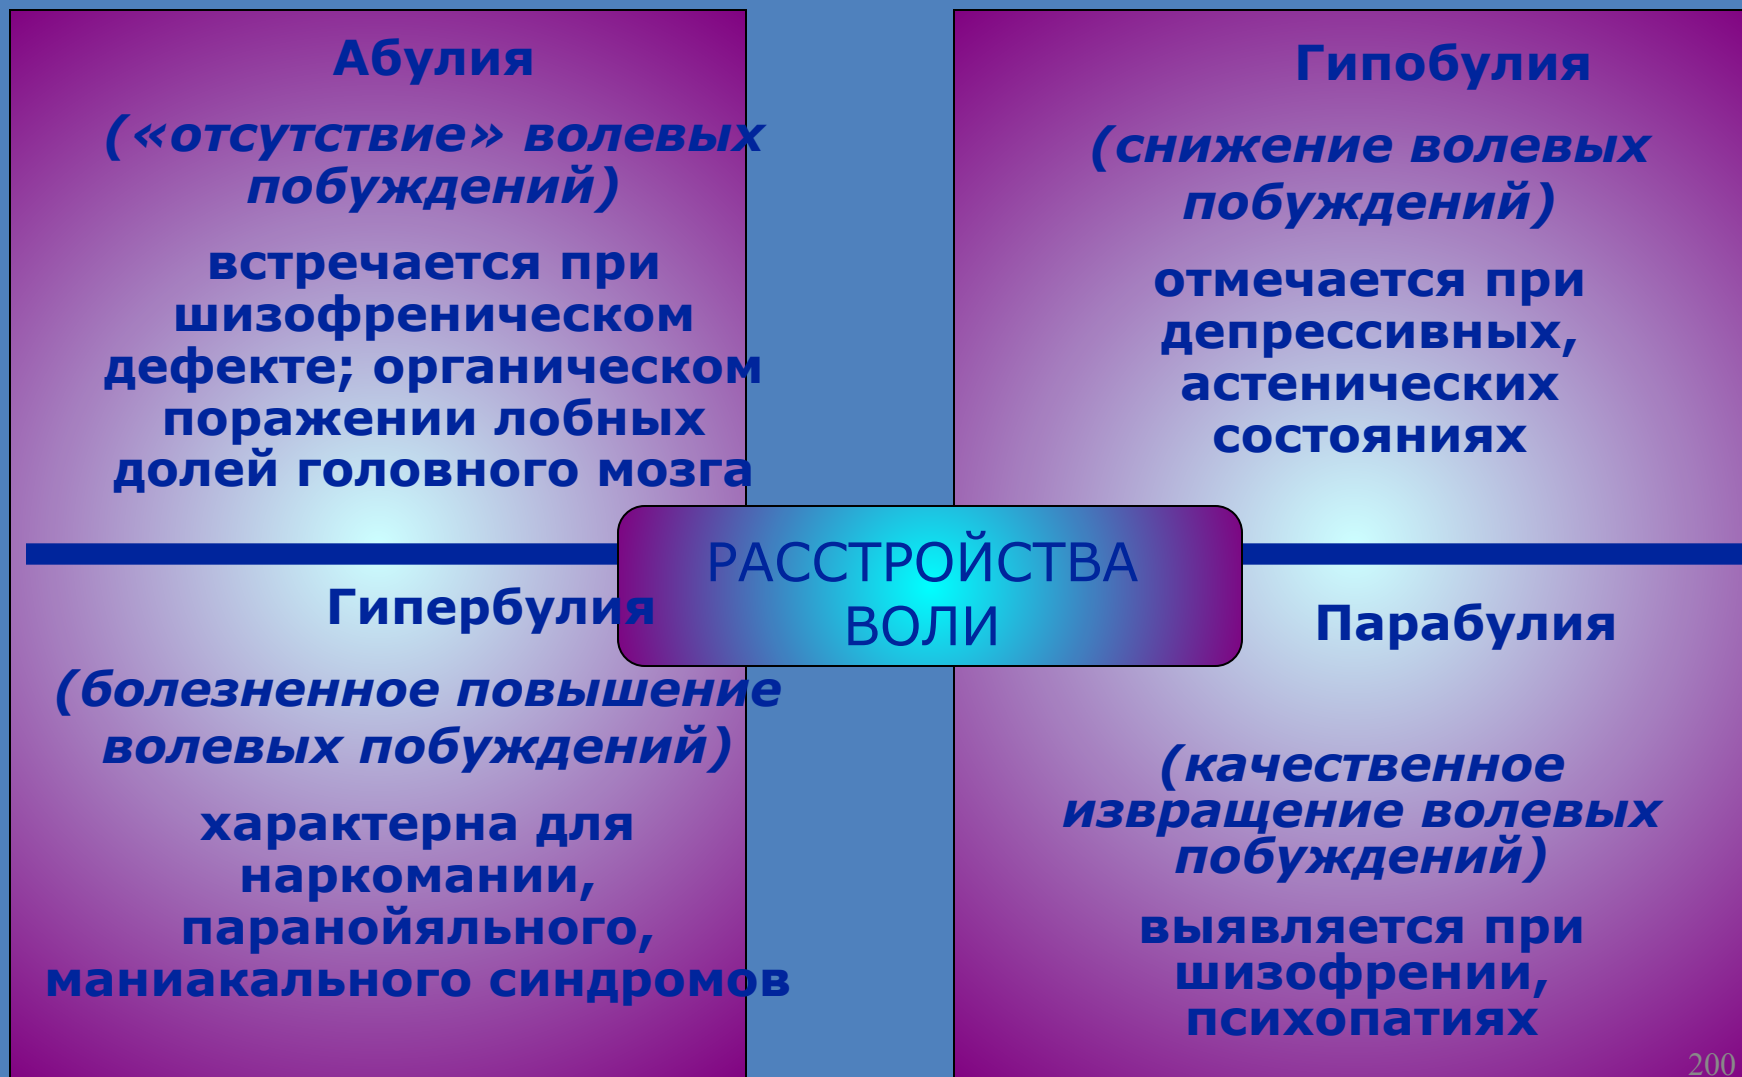 Абулия
(«отсутствие» волевых
побуждений)
встречается при
шизофреническом
дефекте; органическом
поражении лобных
долей головного мозга
Гипобулия
(снижение волевых
побуждений)
отмечается при
депрессивных,
астенических
состояниях
РАССТРОЙСТВА
ВОЛИ
Гипербулия
(болезненное повышение
волевых побуждений)
характерна для
наркомании,
паранойяльного,
маниакального синдромов
Парабулия
(качественное
извращение волевых
побуждений)
выявляется при
шизофрении,
психопатиях
200